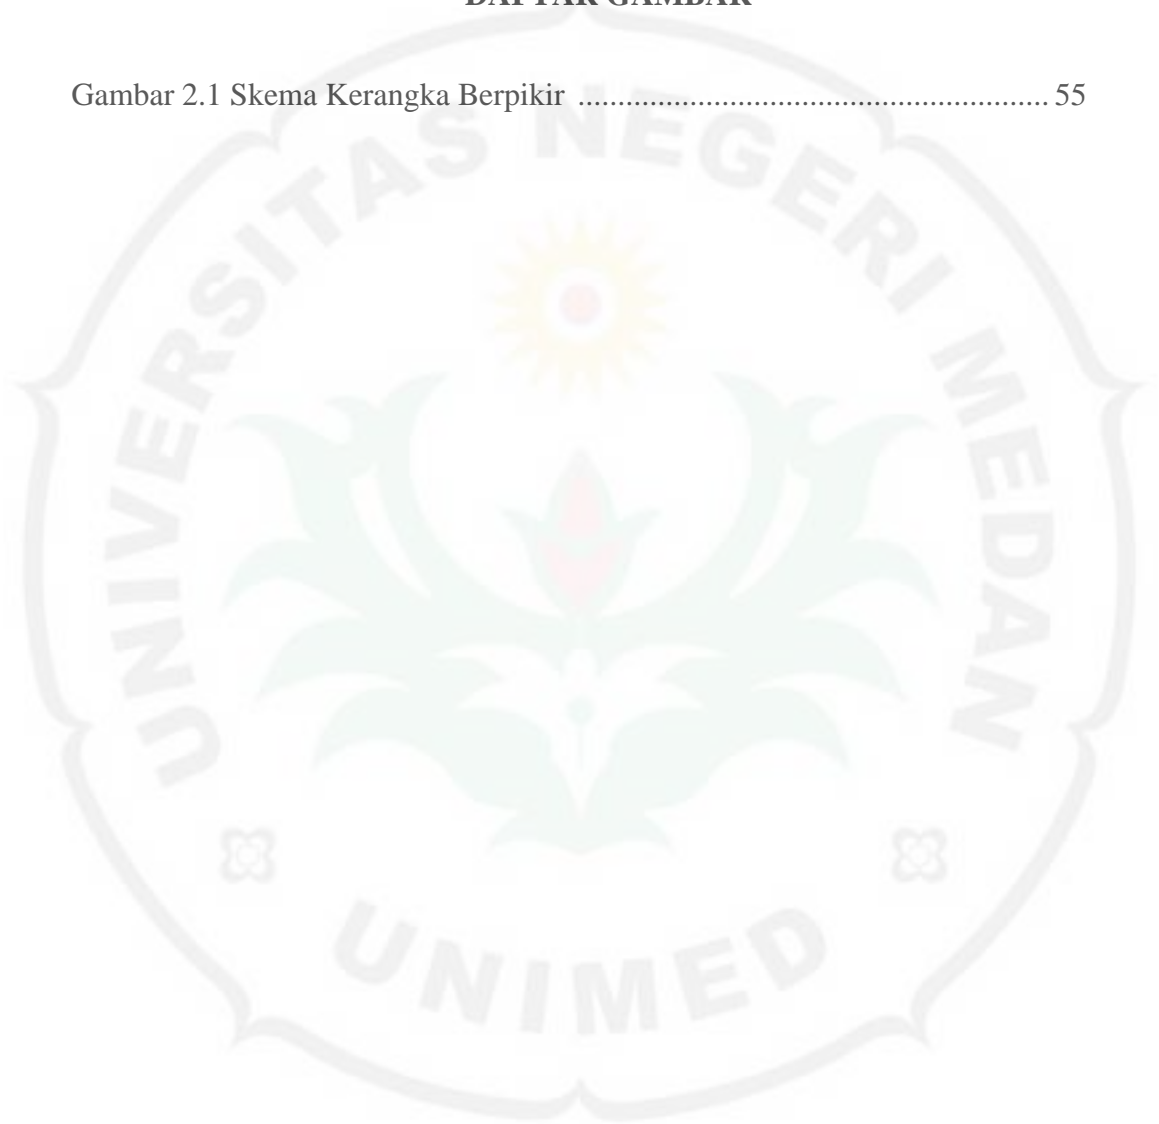 DAFTAR GAMBAR
Gambar 2.1 Skema Kerangka Berpikir .......................................................... 55
UNIVERSITAS NEGERI MEDAN
UNIMED